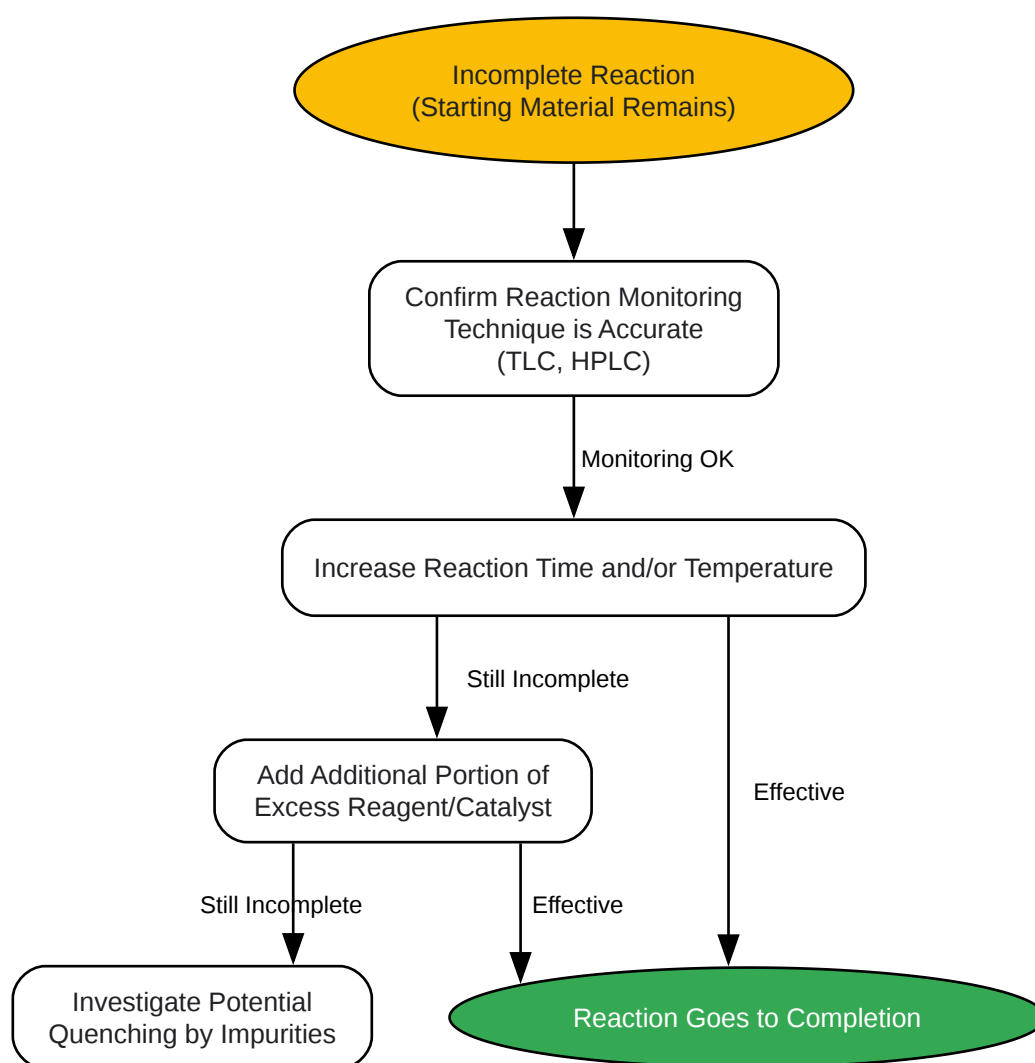 Incomplete Reaction
(Starting Material Remains)
Confirm Reaction Monitoring
Technique is Accurate
(TLC, HPLC)
Monitoring OK
Increase Reaction Time and/or Temperature
Still Incomplete
Add Additional Portion of
Excess Reagent/Catalyst
Effective
Still Incomplete
Effective
Investigate Potential
Quenching by Impurities
Reaction Goes to Completion